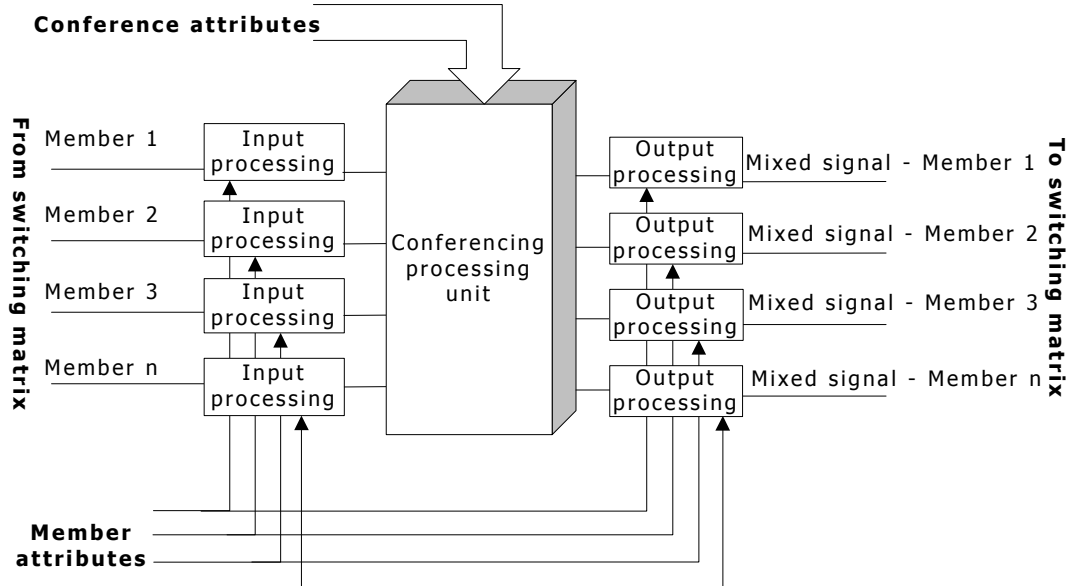 Conference attributes
From switching matrix
Member 1
Input
processing
Member 2
Input
processing
Member 3
Input
processing
Member n
Input
processing
Conferencing
processing
unit
Output
processing
Mixed signal - Member 1
Output
processing
Mixed signal - Member 2
Output
processing
Mixed signal - Member 3
Output
processing
Mixed signal - Member n
To switching matrix
Member
attributes